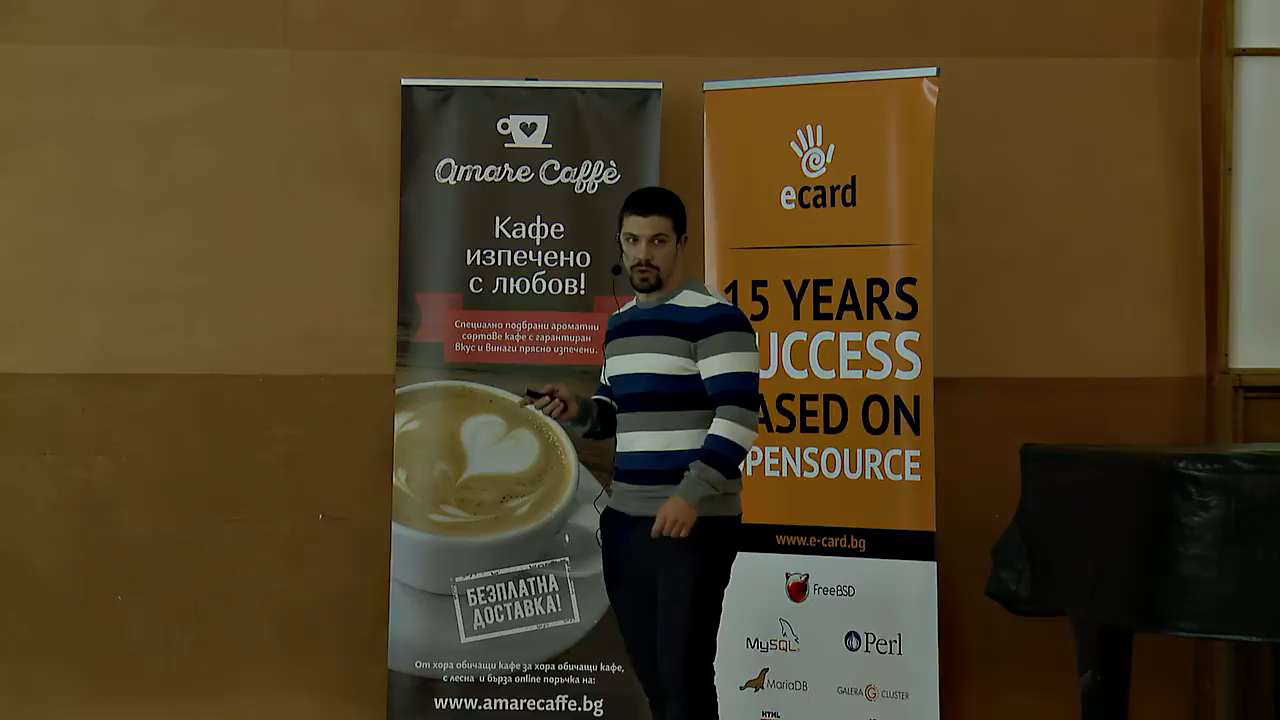 Amare Caffè
Кафе
изпечено
с любов!
Специално подбрани ароматни
сортове кафе с гарантиран
вкус и винаги прясно изпечени.
БЕЗПЛАТНА
ДОСТАВКА!
От хора обичащи кафе за хора обичащи кафе,
с лесна и бърза online поръчка на:
www.amarecaffe.bg
ecard
15 YEARS
UCCESS
ASED ON
PENSOURCE
www.e-card.bg
FreeBSD
MySQL
Perl
MariaDB
GALERA CLUSTER
HTML